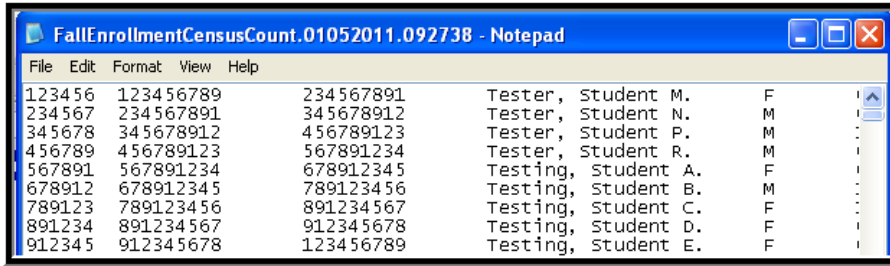 FallEnrollmentCensusCount.01052011.092738 - Notepad
File Edit Format View Help
123456 123456789 234567891 Tester, Student M. F
234567 234567891 345678912 Tester, Student N. M
345678 345678912 456789123 Tester, Student P. M
456789 456789123 567891234 Tester, Student R. M
567891 567891234 678912345 Testing, Student A. F
678912 678912345 789123456 Testing, Student B. M
789123 789123456 891234567 Testing, Student C. F
891234 891234567 912345678 Testing, Student D. F
912345 912345678 123456789 Testing, Student E. F